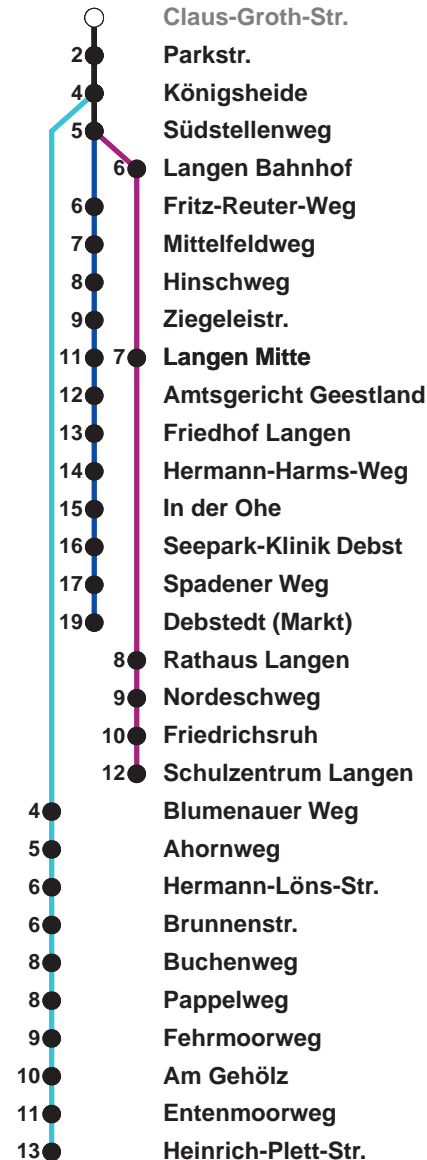 Claus-Groth-Str.
2 Parkstr.
4 Königsheide
5 Südstellenweg
6 Langen Bahnhof
6 Fritz-Reuter-Weg
7 Mittelfeldweg
8 Hinschweg
9 Ziegeleistr.
11 7 Langen Mitte
12 Amtsgericht Geestland
13 Friedhof Langen
14 Hermann-Harms-Weg
15 In der Ohe
16 Seepark-Klinik Debst
17 Spadener Weg
19 Debstedt (Markt)
8 Rathaus Langen
9 Nordeschweg
10 Friedrichsruh
12 Schulzentrum Langen
4 Blumenauer Weg
5 Ahornweg
6 Hermann-Löns-Str.
6 Brunnenstr.
8 Buchenweg
8 Pappelweg
9 Fehrmoorweg
10 Am Gehölz
11 Entenmoorweg
13 Heinrich-Plett-Str.